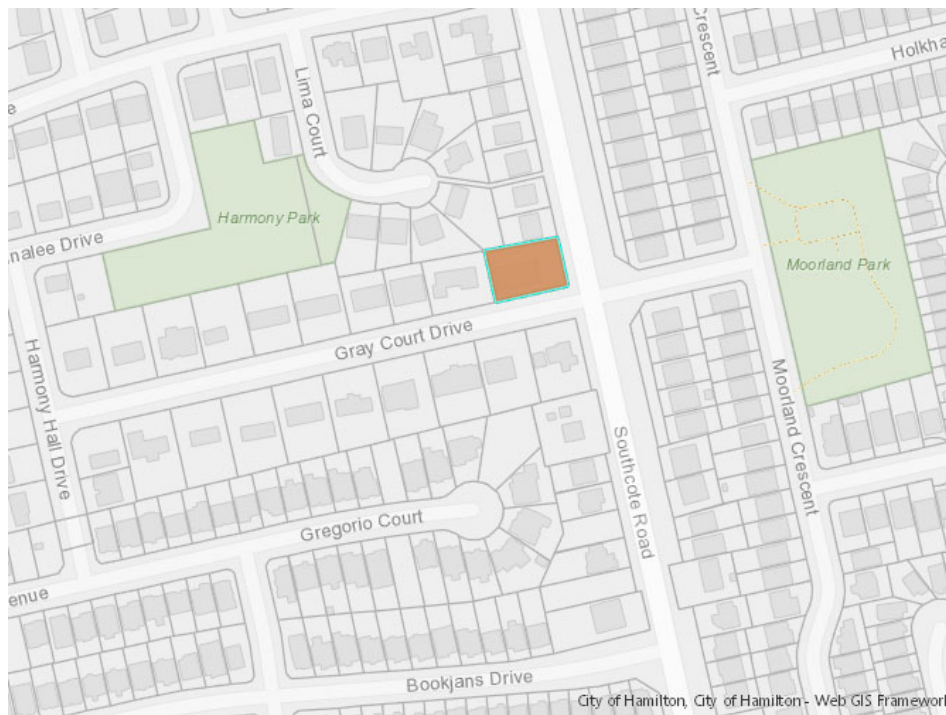 Crescent
Holkha
Lima Court
e
Harmony Park
nalee Drive
Moorland Park
Gray Court Drive
Harmony Hall Drive
Moorland Crescent
Southcote Road
Gregorio Court
enue
Bookjans Drive
City of Hamilton, City of Hamilton - Web GIS Framework